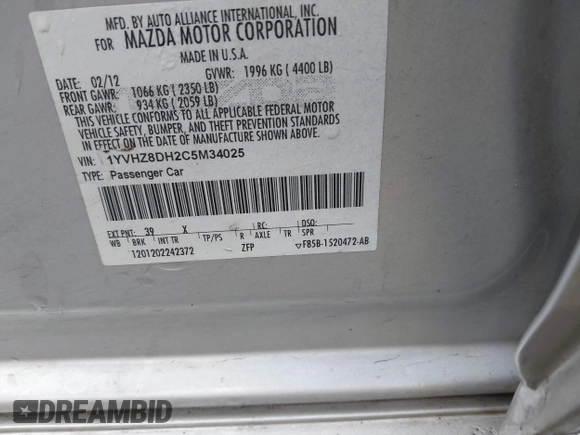 MFD. BY AUTO ALLIANCE INTERNATIONAL, INC.
FOR MAZDA MOTOR CORPORATION
MADE IN U.S.A.
DATE: 02/12 GVWR: 1996 KG ( 4400 LB)
FRONT GAWR: 1066 KG ( 2350 LB)
REAR GAWR: 934 KG ( 2059 LB)
THIS VEHICLE CONFORMS TO ALL APPLICABLE FEDERAL MOTOR
VEHICLE SAFETY, BUMPER, AND THEFT PREVENTION STANDARDS
IN EFFECT ON THE DATE OF MANUFACTURE SHOWN ABOVE.
VIN: 1YVHZ8DH2C5M34025
TYPE: Passenger Car
EXT PNT: 39 X RC: DSO:
WB BRK INT TR TP/PS R AXLE TR SPR
1201202242372 ZFP ▽F85B-1520472-AB
DREAMBID